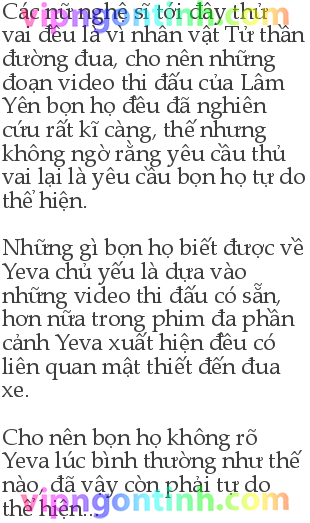 vipngontinh.com
Các nữ nghệ sĩ tới đây thử
vai đều là vì nhân vật Tử thần
đường đua, cho nên những
đoạn video thi đấu của Lâm
Yên bọn họ đều đã nghiên
cứu rất kĩ càng, thế nhưng
không ngờ rằng yêu cầu thủ
vai lại là yêu cầu bọn họ tự do
thể hiện.
Những gì bọn họ biết được về
Yeva chủ yếu là dựa vào
những video thi đấu có sẵn,
hơn nữa trong phim đa phần
cảnh Yeva xuất hiện đều có
liên quan mật thiết đến đua
xe.
Cho nên bọn họ không rõ
Yeva lúc bình thường như thế
nào, đã vậy còn phải tự do
thể hiện...
vipngontinh.com